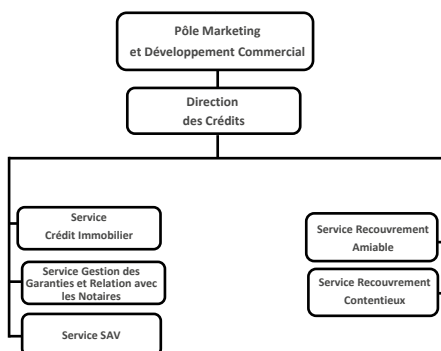 Pôle Marketing
et Développement Commercial
Direction
des Crédits
Service
Crédit Immobilier
Service Gestion des
Garanties et Relation avec
les Notaires
Service SAV
Service Recouvrement
Amiable
Service Recouvrement
Contentieux